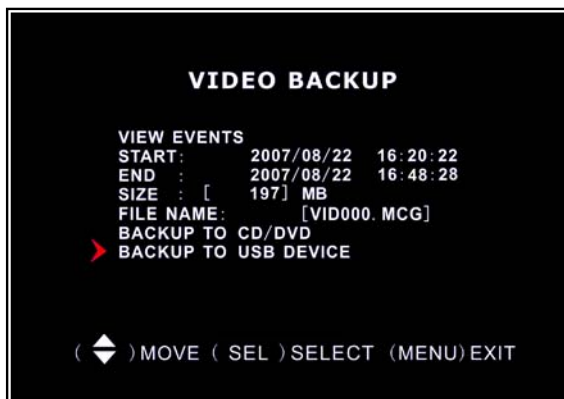 VIDEO BACKUP
VIEW EVENTS
START: 2007/08/22 16:20:22
END : 2007/08/22 16:48:28
SIZE : [ 197] MB
FILE NAME: [VID000. MCG]
BACKUP TO CD/DVD
BACKUP TO USB DEVICE
( ) MOVE ( SEL ) SELECT (MENU) EXIT